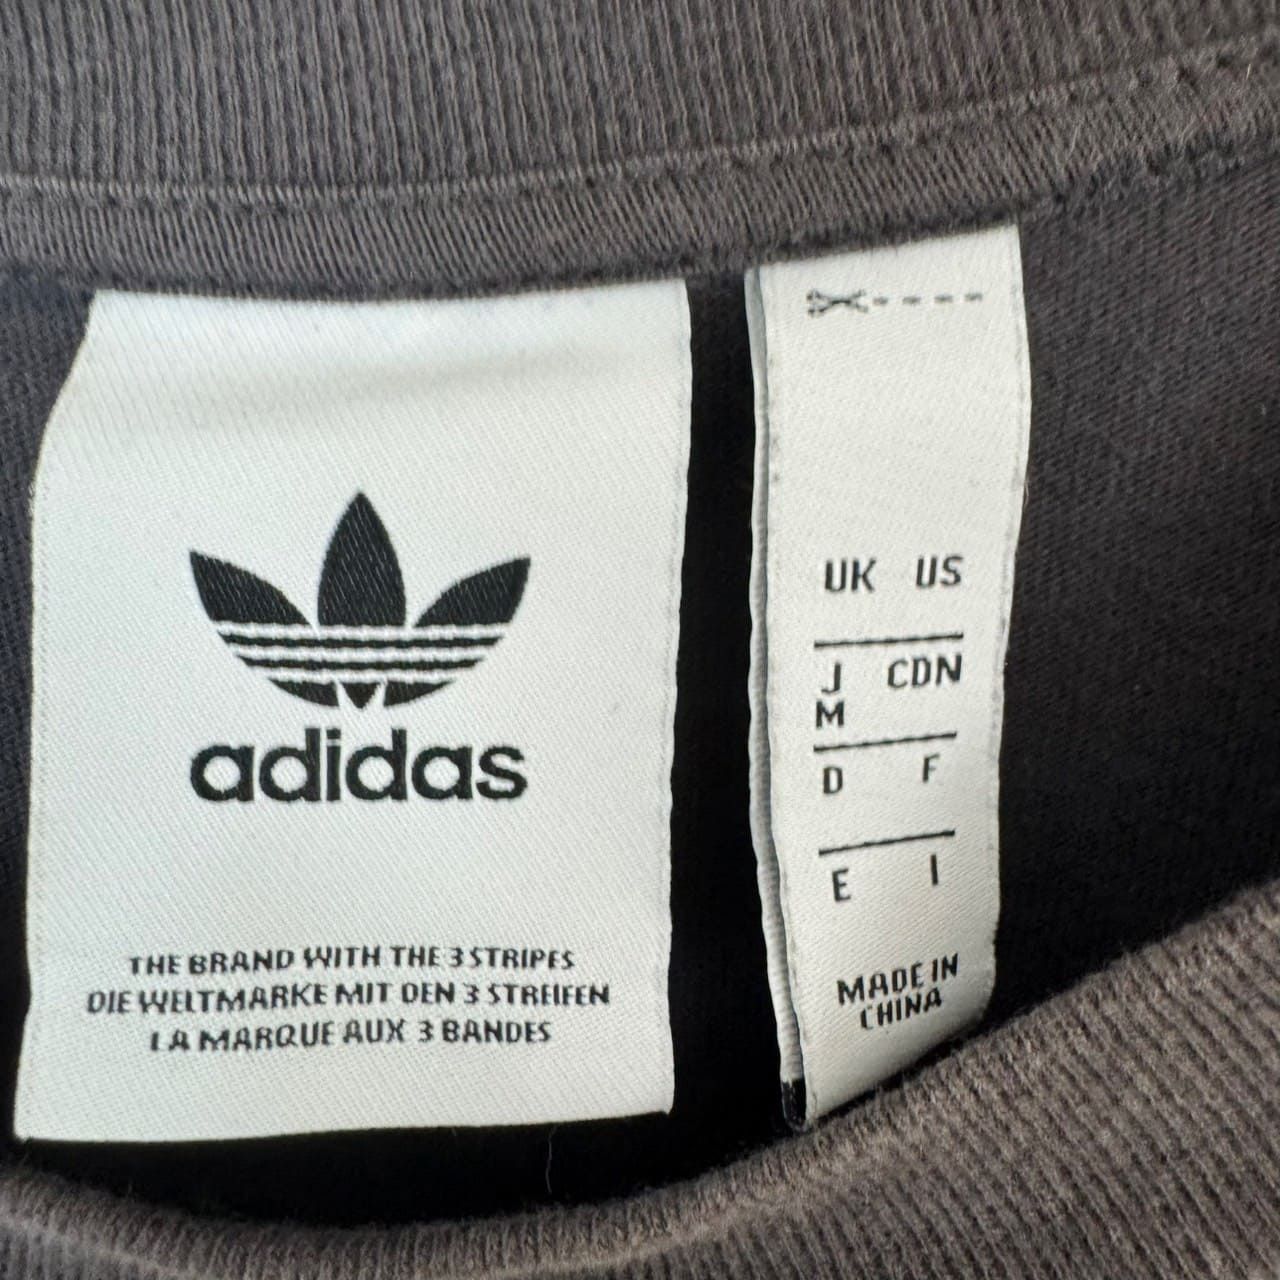 adidas
THE BRAND WITH THE 3 STRIPES
DIE WELTMARKE MIT DEN 3 STREIFEN
LA MARQUE AUX 3 BANDES
UK US
J CDN
M
D F
E I
MADE IN
CHINA